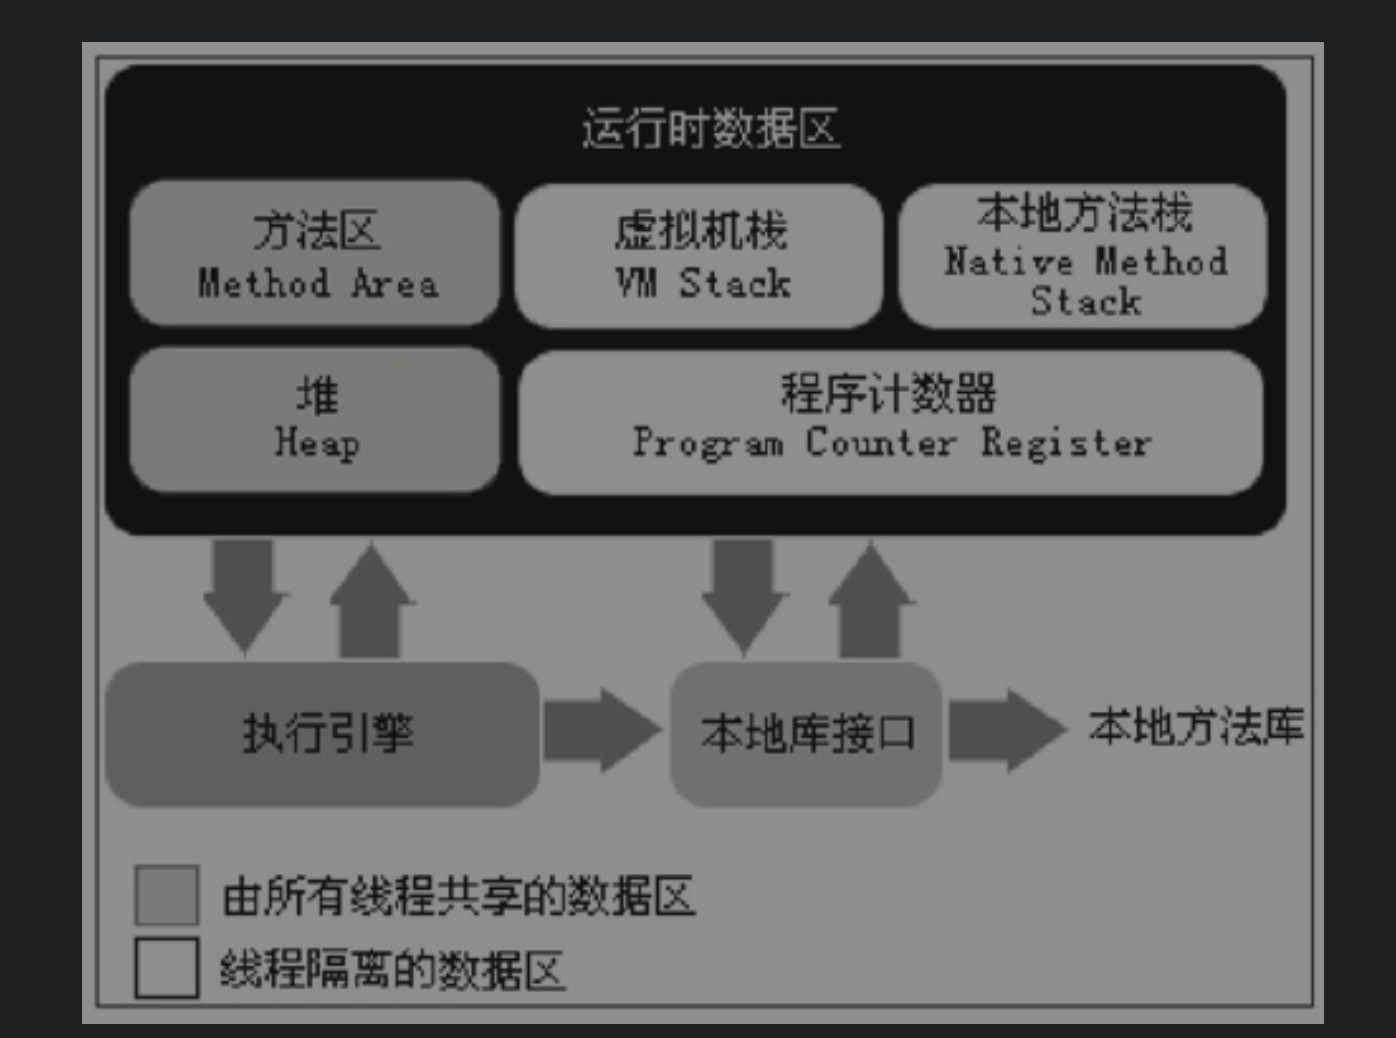 运行时数据区
方法区
Method Area
虚拟机栈
VM Stack
本地方法栈
Native Method
Stack
堆
Heap
程序计数器
Program Counter Register
执行引擎
本地库接口
本地方法库
由所有线程共享的数据区
线程隔离的数据区